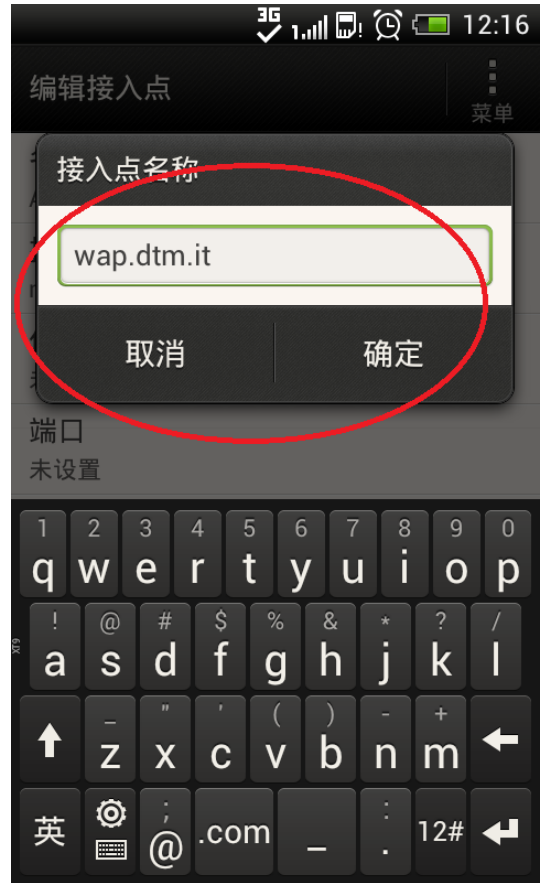 3G 12:16
编辑接入点
菜单
接入点名称
wap.dtm.it
取消 确定
端口
未设置
1 2 3 4 5 6 7 8 9 0
q w e r t y u i o p
! @ # $ % & * ? /
a s d f g h j k l
XT9
_ " ' ( ) - +
z x c v b n m
; :
英 @ .com _ . 12#